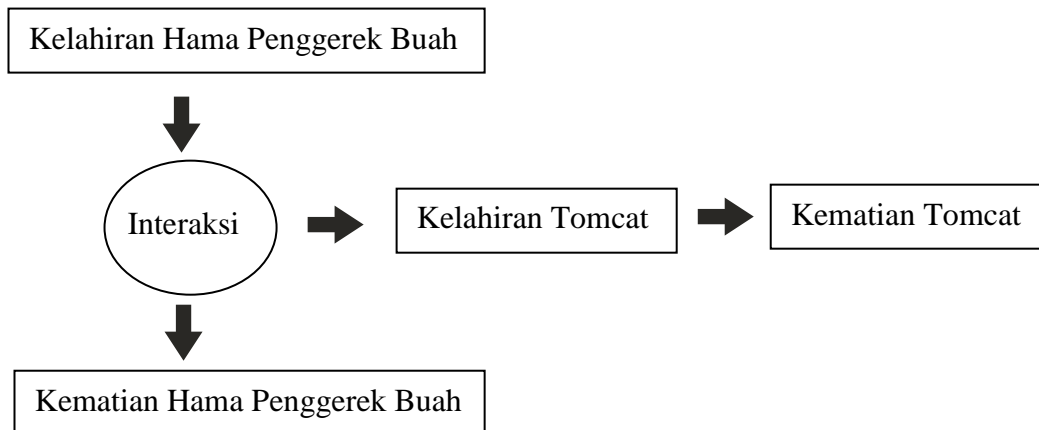 Kelahiran Hama Penggerek Buah
Interaksi
Kelahiran Tomcat
Kematian Tomcat
Kematian Hama Penggerek Buah